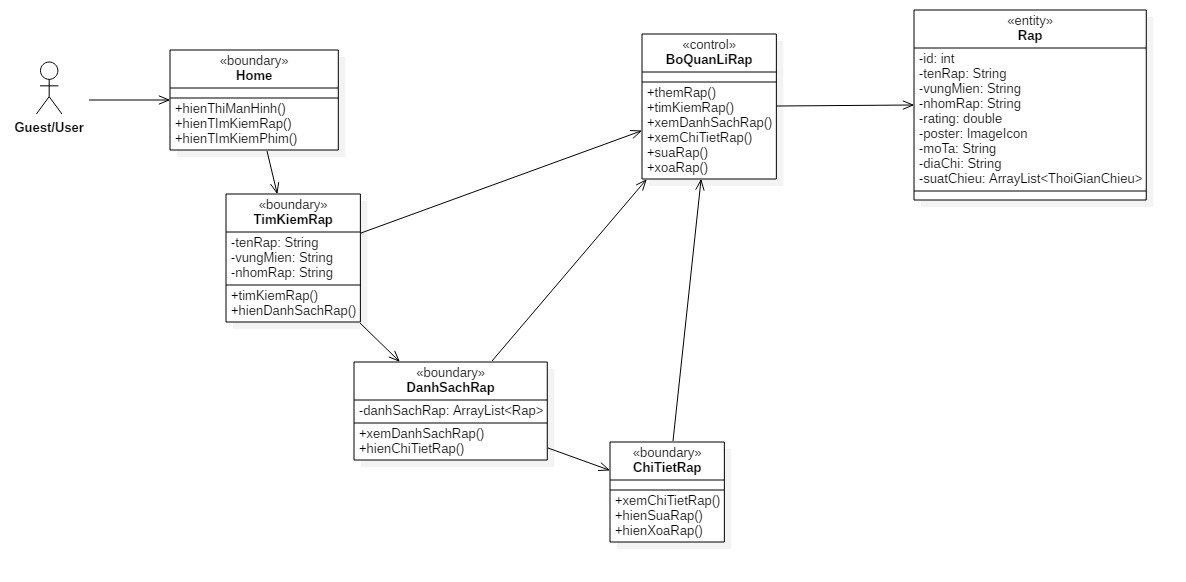 Guest/User
«boundary»
Home
+hienThiManHinh()
+hienTImKiemRap()
+hienTImKiemPhim()
«boundary»
TimKiemRap
-tenRap: String
-vungMien: String
-nhomRap: String
+timKiemRap()
+hienDanhSachRap()
«boundary»
DanhSachRap
-danhSachRap: ArrayList<Rap>
+xemDanhSachRap()
+hienChiTietRap()
«boundary»
ChiTietRap
+xemChiTietRap()
+hienSuaRap()
+hienXoaRap()
«control»
BoQuanLiRap
+themRap()
+timKiemRap()
+xemDanhSachRap()
+xemChiTietRap()
+suaRap()
+xoaRap()
«entity»
Rap
-id: int
-tenRap: String
-vungMien: String
-nhomRap: String
-rating: double
-poster: ImageIcon
-moTa: String
-diaChi: String
-suatChieu: ArrayList<ThoiGianChieu>